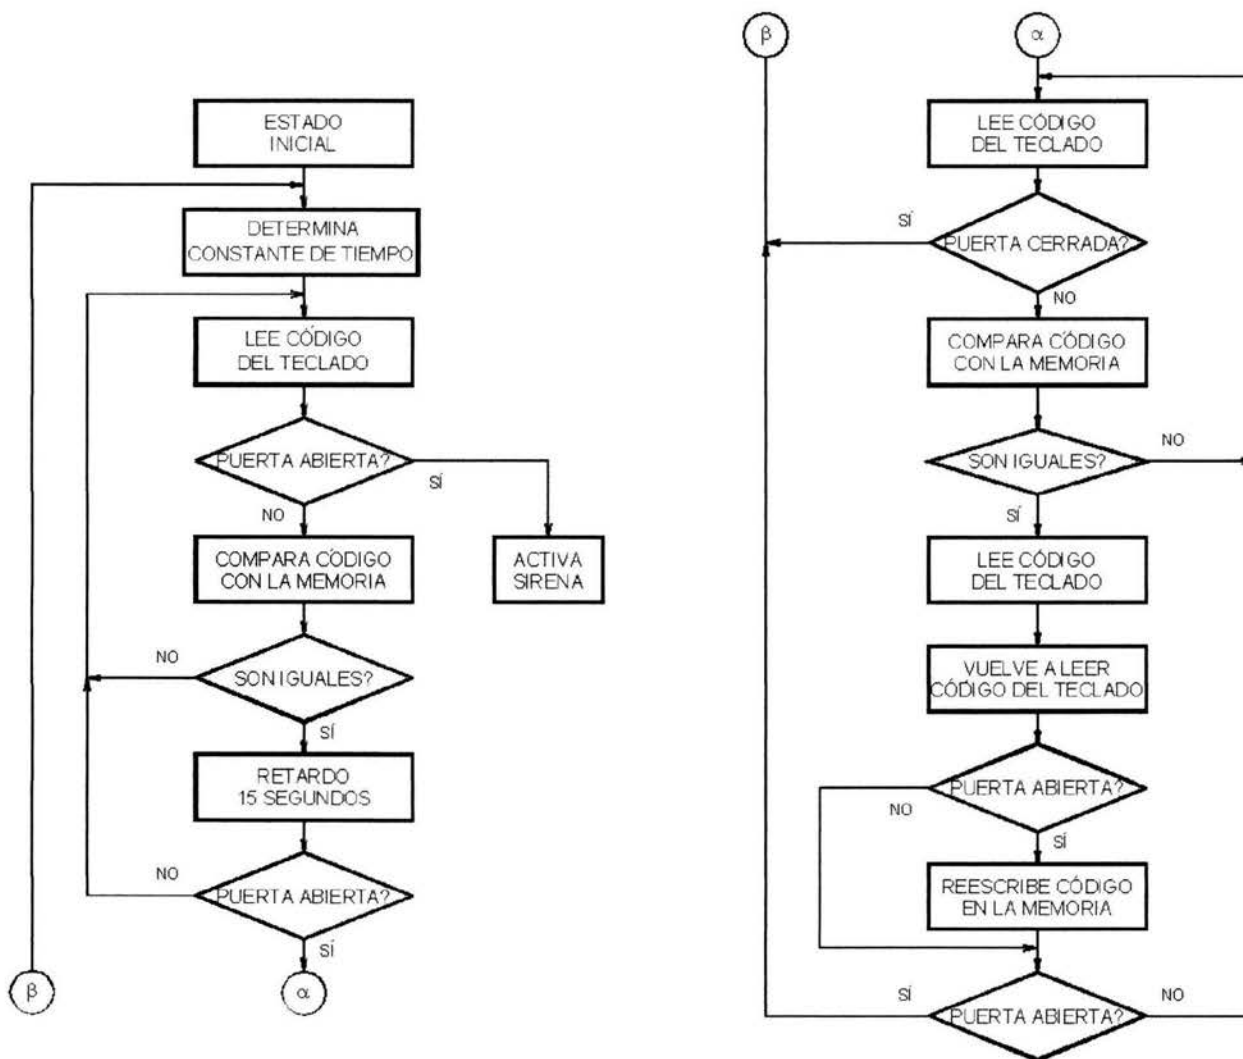 ESTADO
INICIAL
DETERMINA
CONSTANTE DE TIEMPO
LEE CÓDIGO
DEL TECLADO
PUERTA ABIERTA?
SÍ
NO
COMPARA CÓDIGO
CON LA MEMORIA
ACTIVA
SIRENA
NO
SON IGUALES?
SÍ
RETARDO
15 SEGUNDOS
NO
PUERTA ABIERTA?
SÍ
β
α
β
α
LEE CÓDIGO
DEL TECLADO
SÍ
PUERTA CERRADA?
NO
COMPARA CÓDIGO
CON LA MEMORIA
NO
SON IGUALES?
SÍ
LEE CÓDIGO
DEL TECLADO
VUELVE A LEER
CÓDIGO DEL TECLADO
PUERTA ABIERTA?
NO
SÍ
REESCRIBE CÓDIGO
EN LA MEMORIA
SÍ
NO
PUERTA ABIERTA?